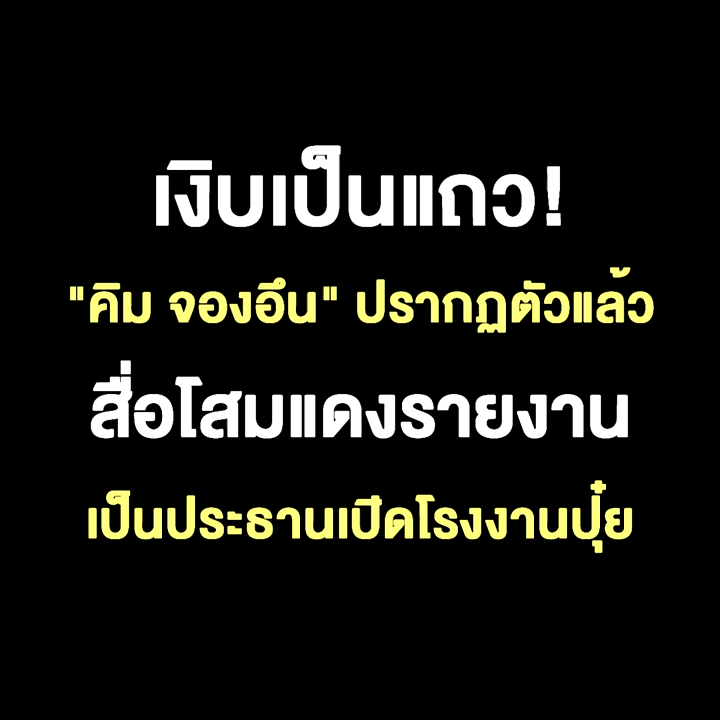 เงิบเป็นแถว!
"คิม จองอึน" ปรากฏตัวแล้ว
สื่อโสมแดงรายงาน
เป็นประธานเปิดโรงงานปุ๋ย